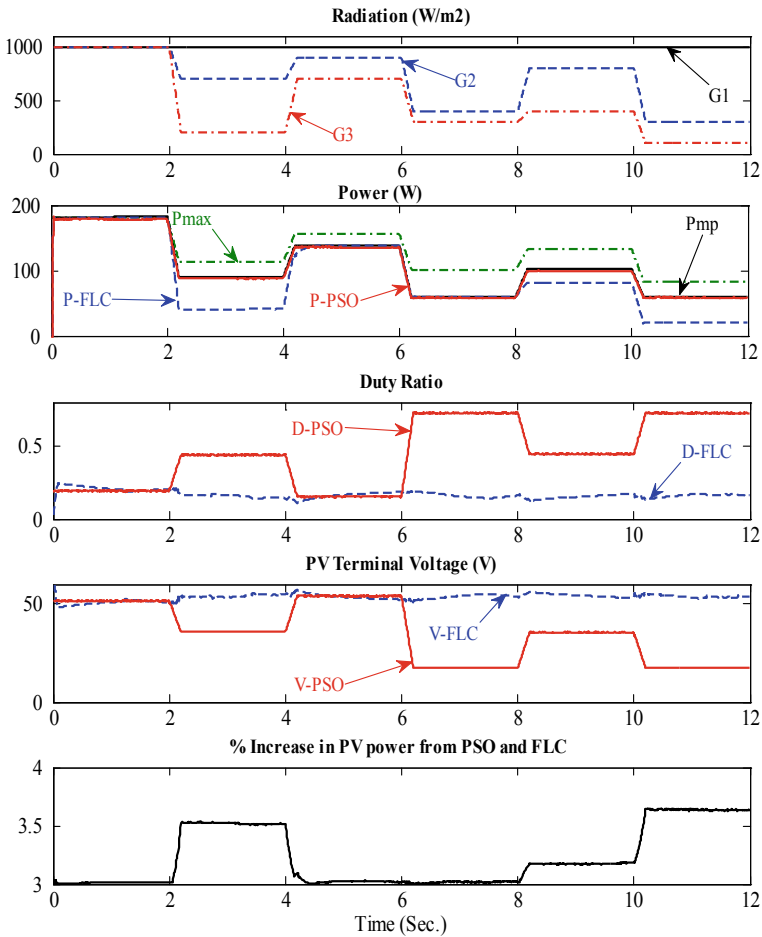 Radiation (W/m2)
1000
500
0
G1
G2
G3
0 2 4 6 8 10 12
Power (W)
200
100
0
Pmax
Pmp
P-FLC
P-PSO
0 2 4 6 8 10 12
Duty Ratio
0.5
0
D-PSO
D-FLC
0 2 4 6 8 10 12
PV Terminal Voltage (V)
50
0
V-FLC
V-PSO
0 2 4 6 8 10 12
% Increase in PV power from PSO and FLC
4
3.5
3
0 2 4 6 8 10 12
Time (Sec.)